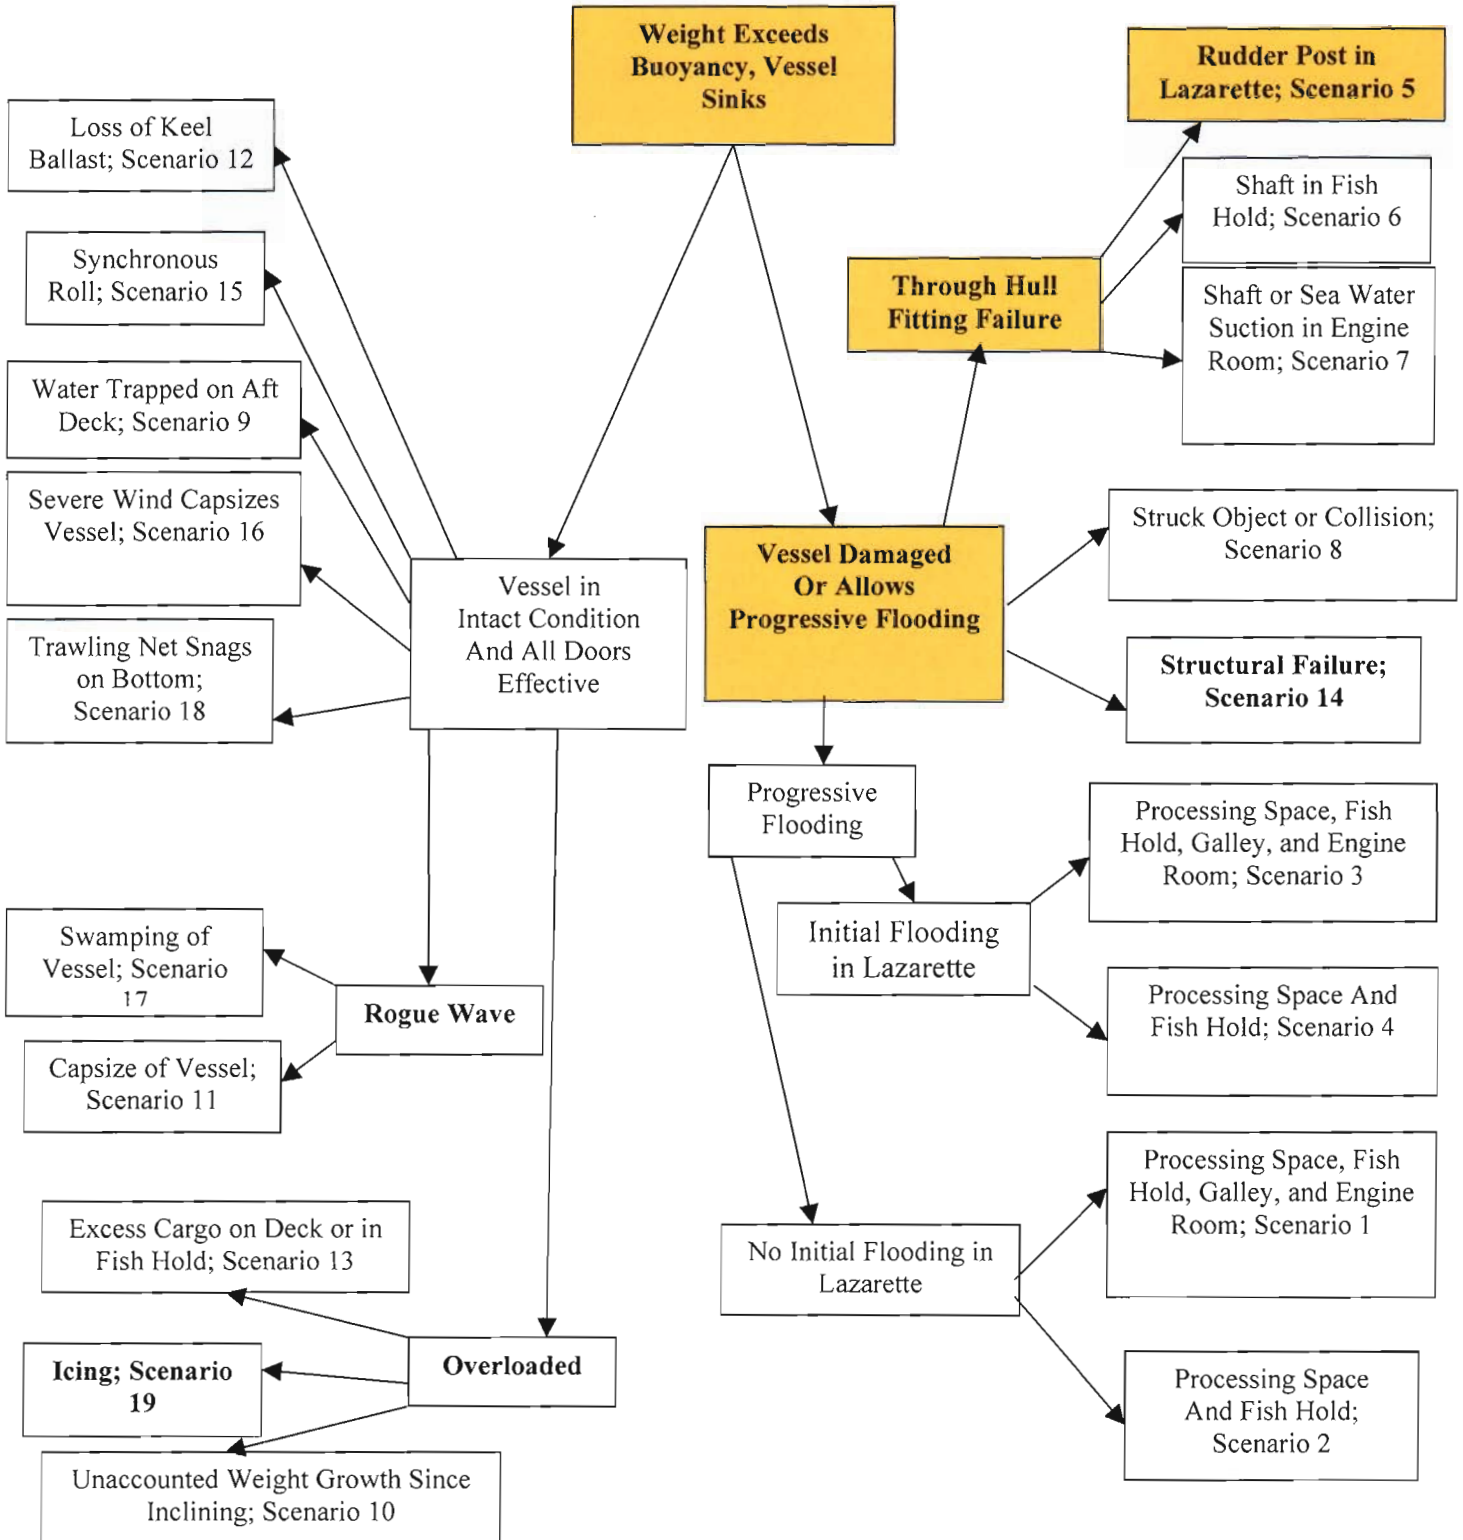 Weight Exceeds
Buoyancy, Vessel
Sinks
Rudder Post in
Lazarette; Scenario 5
Loss of Keel
Ballast; Scenario 12
Shaft in Fish
Hold; Scenario 6
Synchronous
Roll; Scenario 15
Through Hull
Fitting Failure
Shaft or Sea Water
Suction in Engine
Room; Scenario 7
Water Trapped on Aft
Deck; Scenario 9
Severe Wind Capsizes
Vessel; Scenario 16
Struck Object or Collision;
Scenario 8
Vessel in
Intact Condition
And All Doors
Effective
Vessel Damaged
Or Allows
Progressive Flooding
Trawling Net Snags
on Bottom;
Scenario 18
Structural Failure;
Scenario 14
Progressive
Flooding
Processing Space, Fish
Hold, Galley, and Engine
Room; Scenario 3
Initial Flooding
in Lazarette
Swamping of
Vessel; Scenario
17
Rogue Wave
Processing Space And
Fish Hold; Scenario 4
Capsize of Vessel;
Scenario 11
Processing Space, Fish
Hold, Galley, and Engine
Room; Scenario 1
Excess Cargo on Deck or in
Fish Hold; Scenario 13
No Initial Flooding in
Lazarette
Icing; Scenario
19
Overloaded
Processing Space
And Fish Hold;
Scenario 2
Unaccounted Weight Growth Since
Inclining; Scenario 10